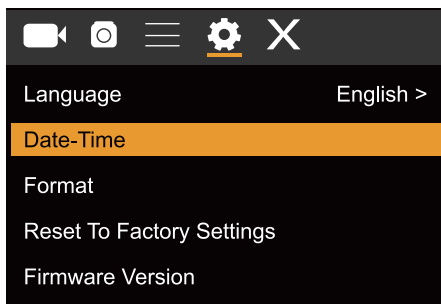 Language English >
Date-Time
Format
Reset To Factory Settings
Firmware Version